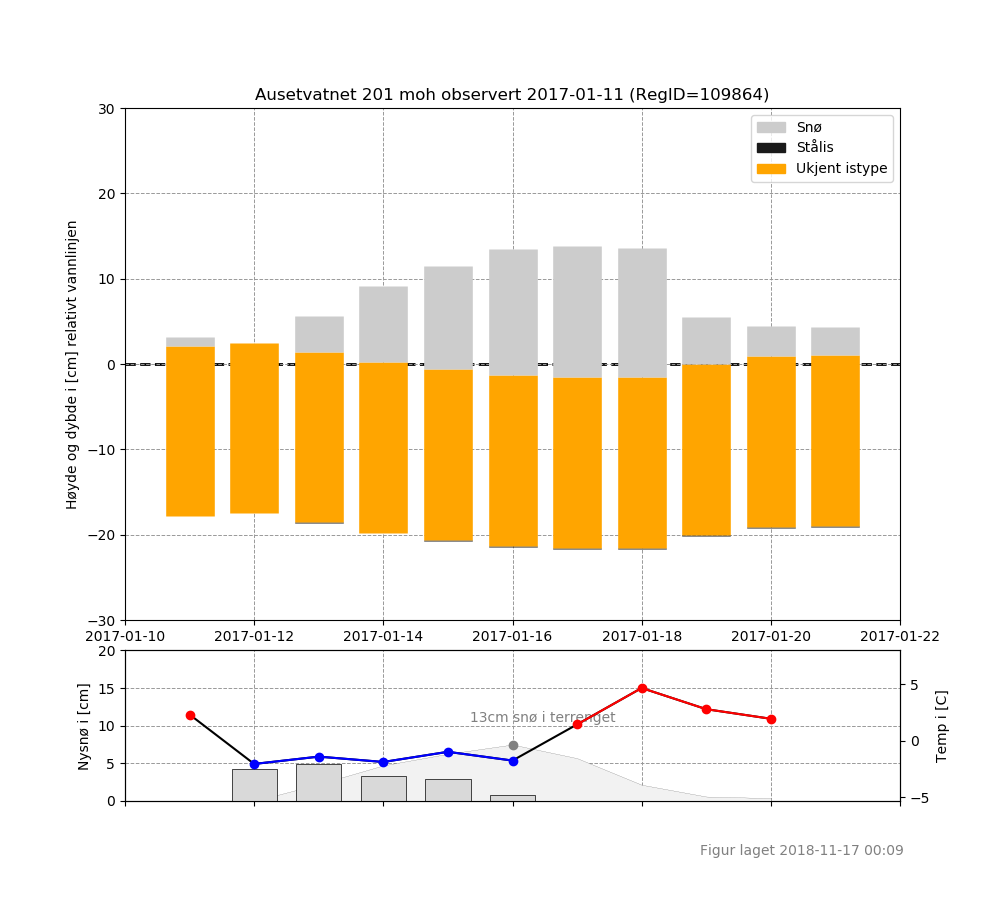 Ausetvatnet 201 moh observert 2017-01-11 (RegID=109864)
Høyde og dybde i [cm] relativt vannlinjen
30
20
10
0
−10
−20
−30
Snø
Stålis
Ukjent istype
2017-01-10 2017-01-12 2017-01-14 2017-01-16 2017-01-18 2017-01-20 2017-01-22
Nysnø i [cm]
20
15
10
5
0
13cm snø i terrenget
5
0
−5
Temp i [C]
Figur laget 2018-11-17 00:09